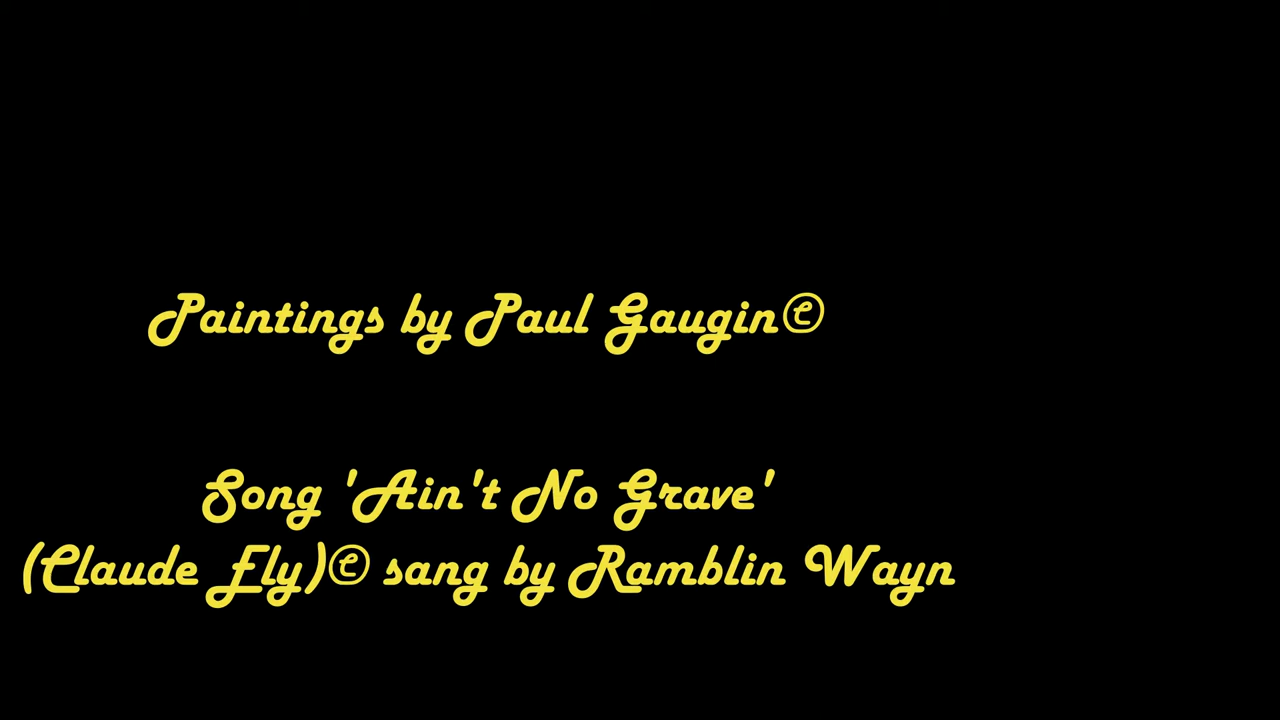 Paintings by Paul Gaugin©
Song 'Ain't No Grave'
(Claude Ely)© sang by Ramblin Wayn